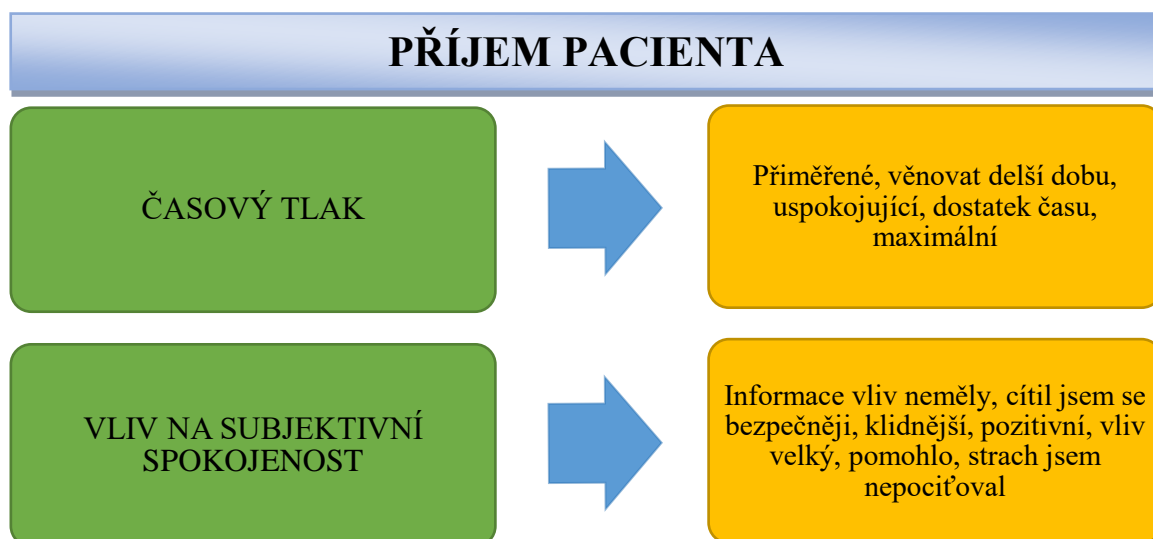 PŘÍJEM PACIENTA
ČASOVÝ TLAK
Přiměřené, věnovat delší dobu,
uspokojující, dostatek času,
maximální
VLIV NA SUBJEKTIVNÍ
SPOKOJENOST
Informace vliv neměly, cítil jsem se
bezpečněji, klidnější, pozitivní, vliv
velký, pomohlo, strach jsem
nepociťoval